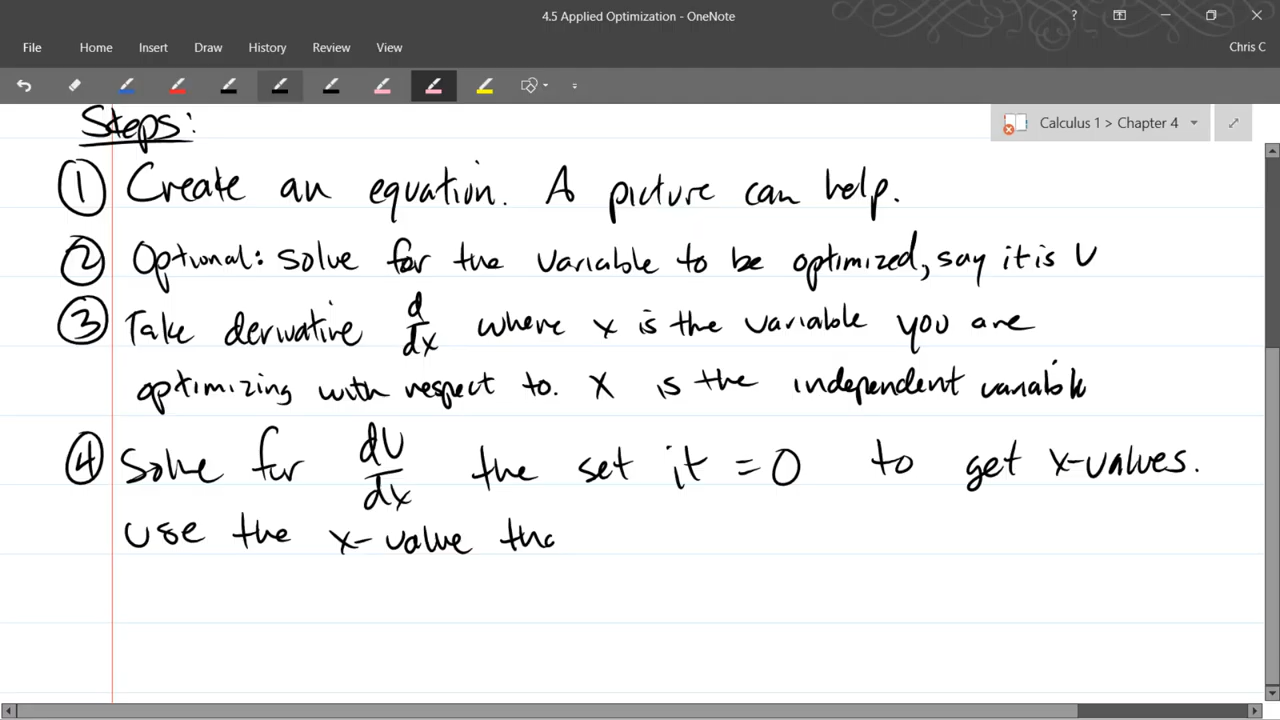 4.5 Applied Optimization - OneNote
?
File Home Insert Draw History Review View
Chris C
Calculus 1 > Chapter 4
Steps:
① Create an equation. A picture can help.
② Optional: Solve for the variable to be optimized, say it is U
③ Take derivative d/dx where x is the variable you are
optimizing with respect to. X is the independent variable
④ Solve for dU/dx the set it = 0 to get x-values.
Use the x-value tha